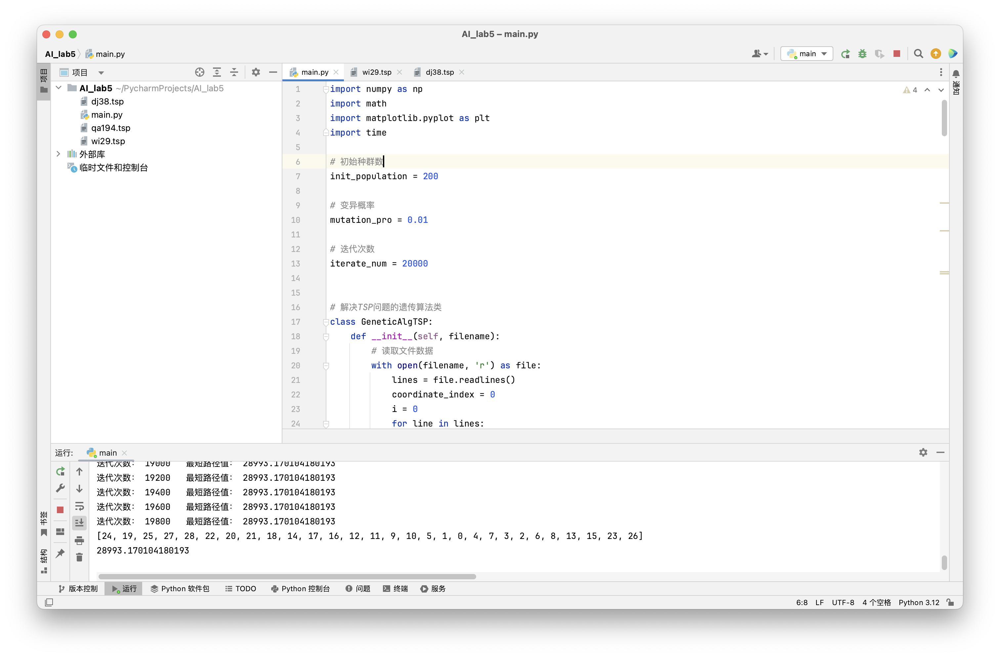 AI_lab5 – main.py
AI_lab5 main.py
main
项目
main.py wi29.tsp dj38.tsp
项目
AI_lab5 ~/PycharmProjects/AI_lab5
dj38.tsp
main.py
qa194.tsp
wi29.tsp
外部库
临时文件和控制台
1 import numpy as np
2 import math
3 import matplotlib.pyplot as plt
4 import time
5
6 # 初始种群数
7 init_population = 200
8
9 # 变异概率
10 mutation_pro = 0.01
11
12 # 迭代次数
13 iterate_num = 20000
14
15
16 # 解决TSP问题的遗传算法类
17 class GeneticAlgTSP:
18 def __init__(self, filename):
19 # 读取文件数据
20 with open(filename, 'r') as file:
21 lines = file.readlines()
22 coordinate_index = 0
23 i = 0
24 for line in lines:
4
通知
运行: main
迭代次数: 19000 最短路径值: 28993.170104180193
迭代次数: 19200 最短路径值: 28993.170104180193
迭代次数: 19400 最短路径值: 28993.170104180193
迭代次数: 19600 最短路径值: 28993.170104180193
迭代次数: 19800 最短路径值: 28993.170104180193
[24, 19, 25, 27, 28, 22, 20, 21, 18, 14, 17, 16, 12, 11, 9, 10, 5, 1, 0, 4, 7, 3, 2, 6, 8, 13, 15, 23, 26]
28993.170104180193
书签
结构
版本控制 运行 Python 软件包 TODO Python 控制台 问题 终端 服务
6:8 LF UTF-8 4 个空格 Python 3.12